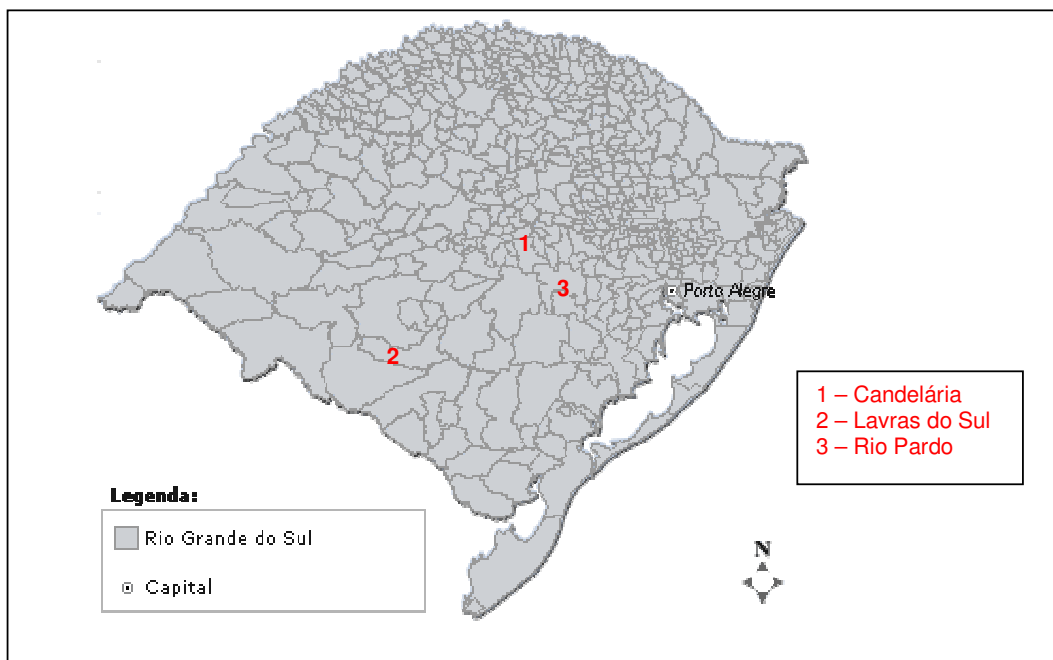 1
3
Porto Alegre
2
1 – Candelária
2 – Lavras do Sul
3 – Rio Pardo
Legenda:
Rio Grande do Sul
Capital
N